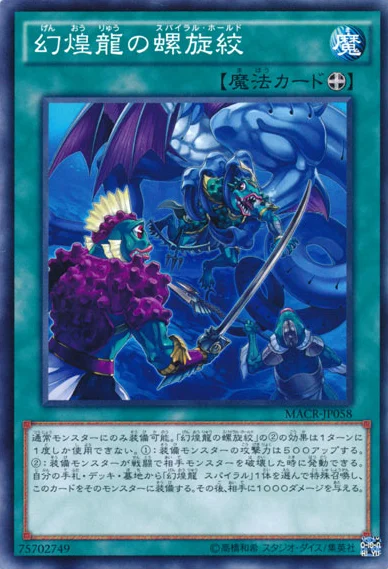 げん おう りゅう スパイラル・ホールド
幻煌龍の螺旋絞
魔
【魔法カード】
MACR-JP058
通常モンスターにのみ装備可能。「幻煌龍の螺旋絞」の②の効果は1ターンに
1度しか使用できない。①:装備モンスターの攻撃力は500アップする。
②:装備モンスターが戦闘で相手モンスターを破壊した時に発動できる。
自分の手札・デッキ・墓地から「幻煌龍 スパイラル」1体を選んで特殊召喚し、
このカードをそのモンスターに装備する。その後、相手に1000ダメージを与える。
75702749
©高橋和希 スタジオ・ダイス/集英社